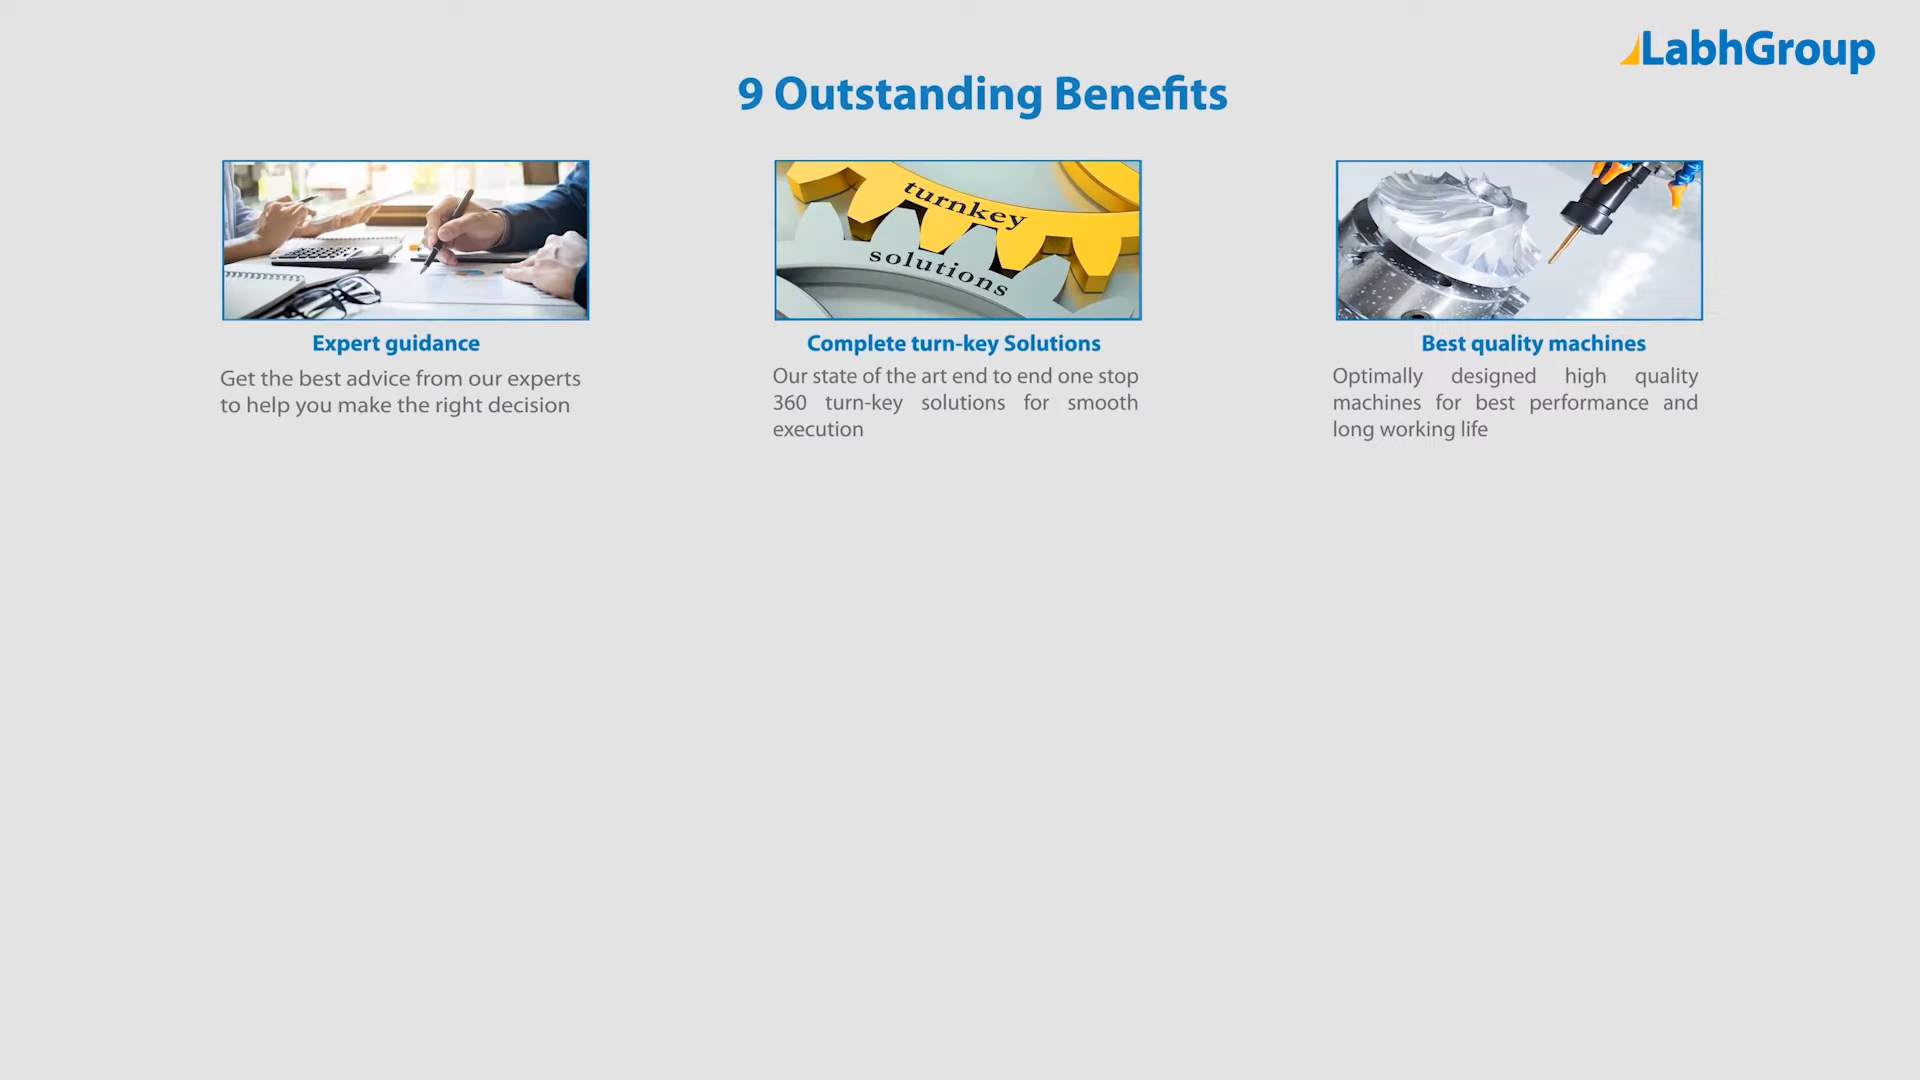 LabhGroup
9 Outstanding Benefits
turnkey
solutions
Expert guidance
Get the best advice from our experts
to help you make the right decision
Complete turn-key Solutions
Our state of the art end to end one stop
360 turn-key solutions for smooth
execution
Best quality machines
Optimally designed high quality
machines for best performance and
long working life